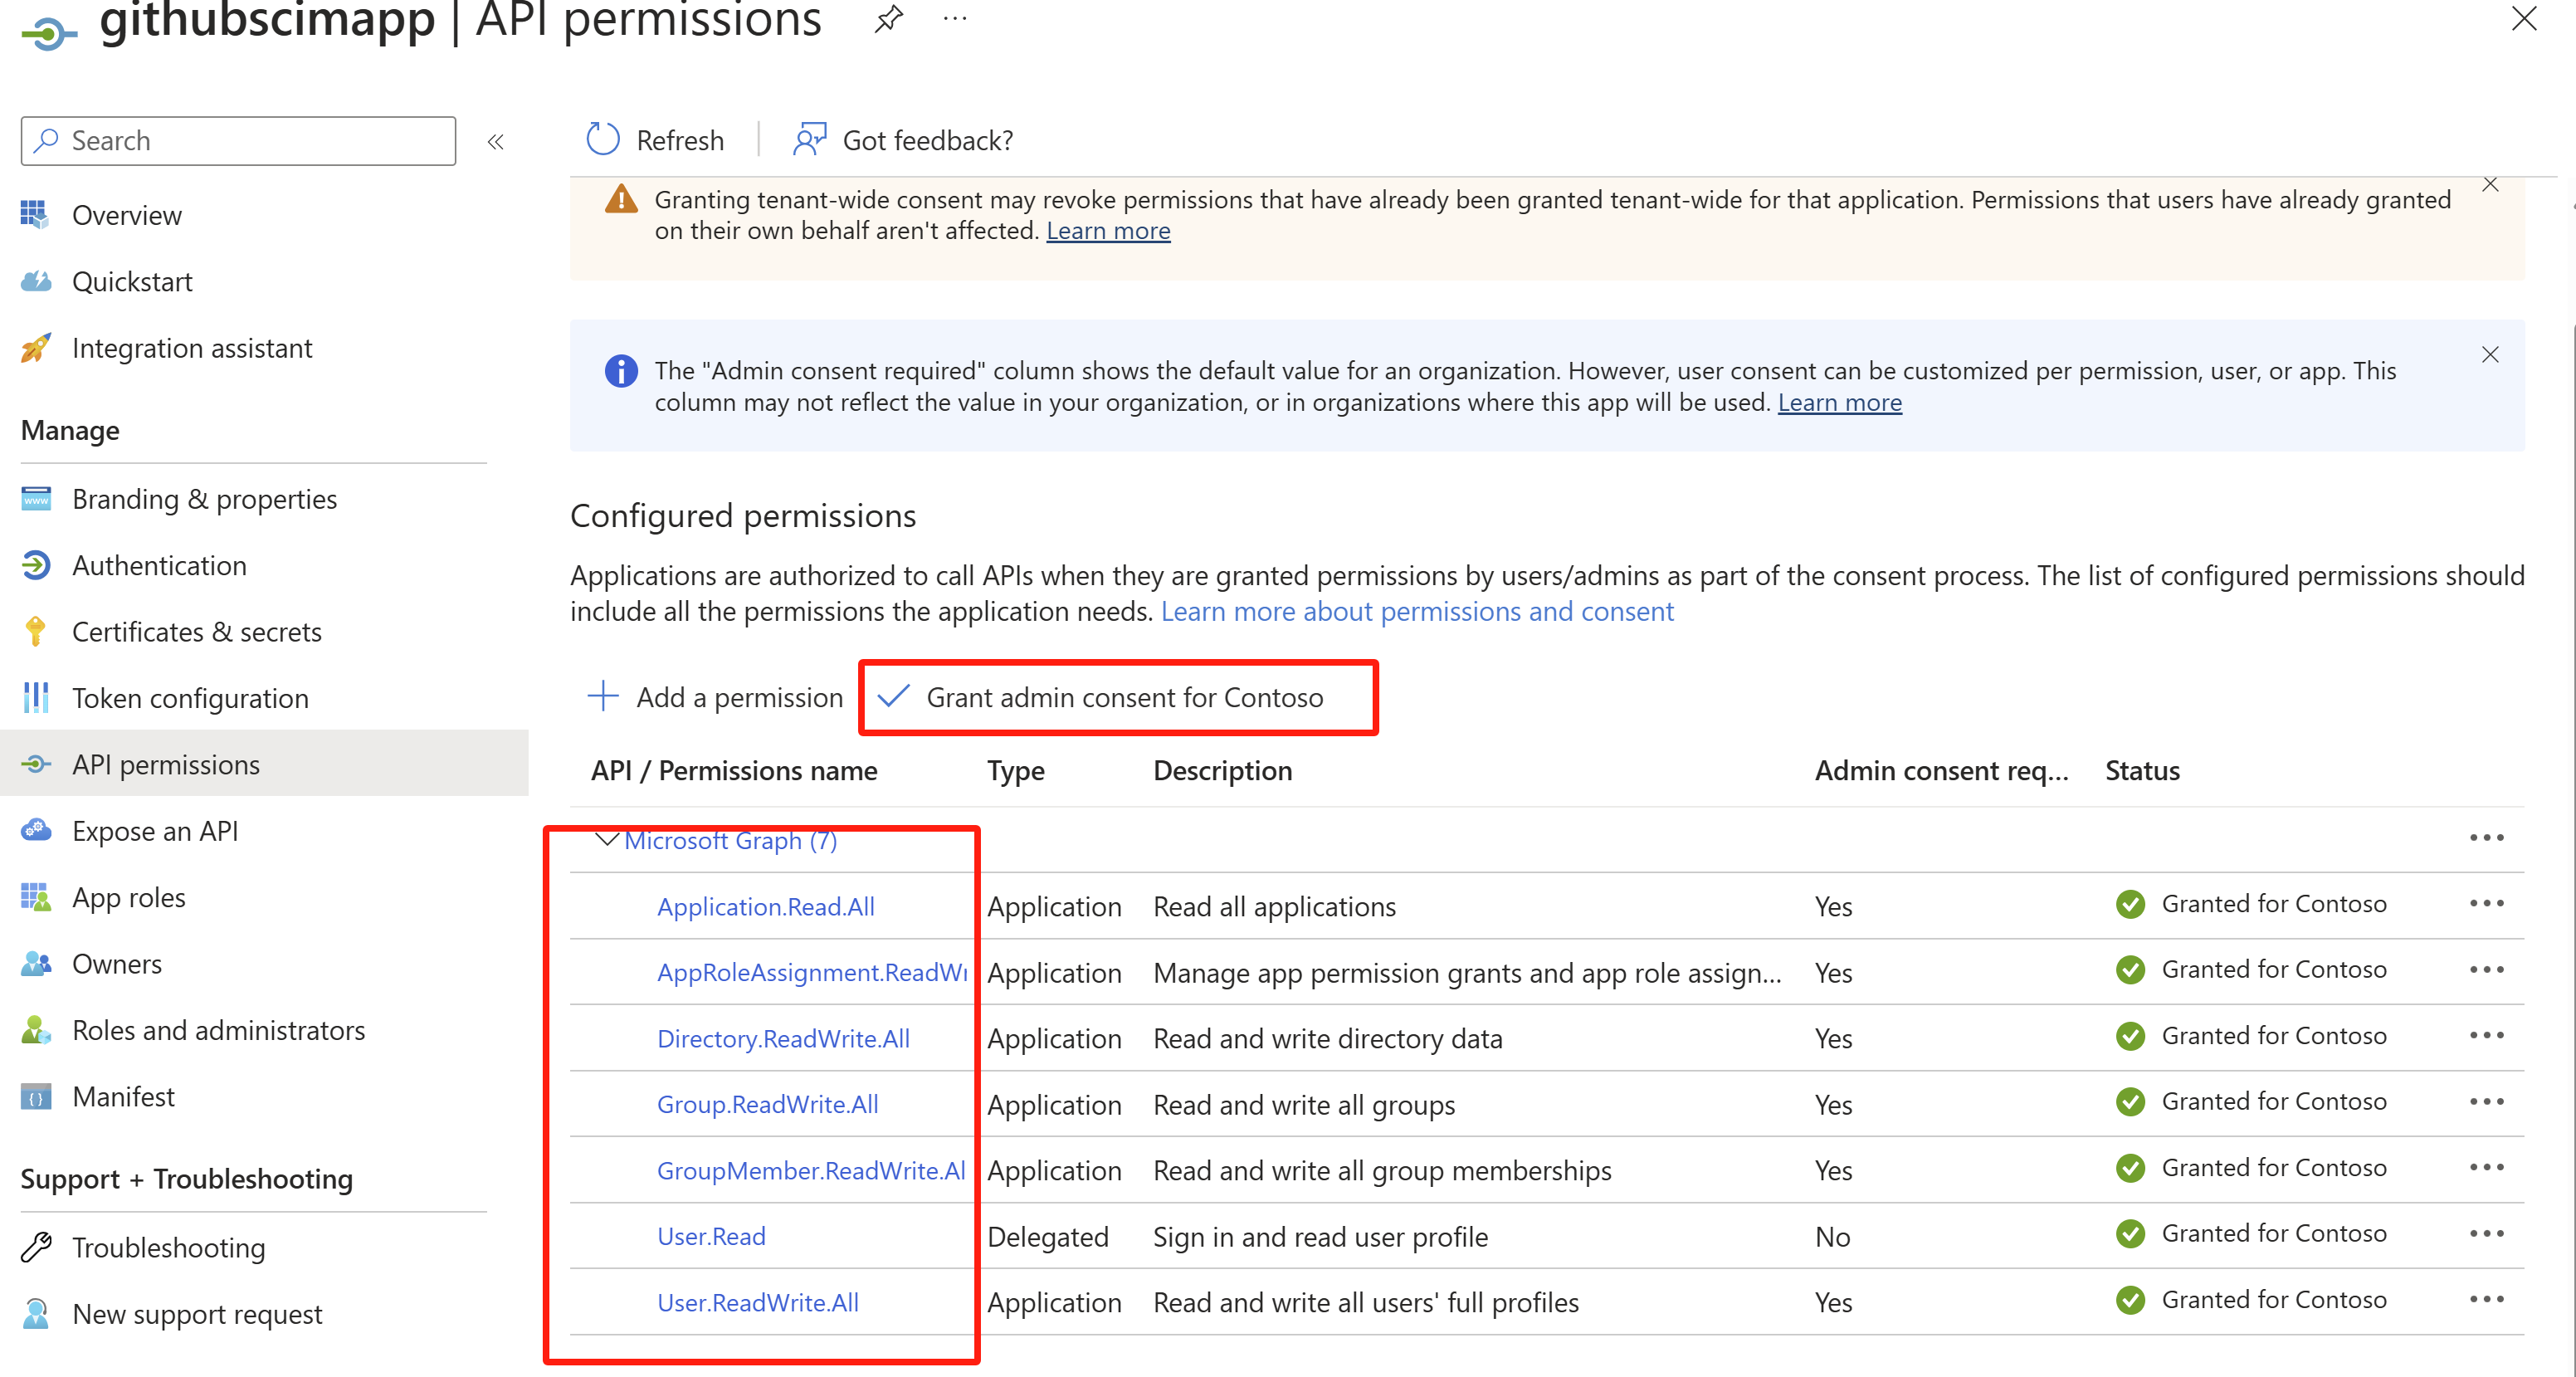 githubscimapp | API permissions
Search
Refresh
Got feedback?
Overview
Quickstart
Integration assistant
Manage
Branding & properties
Authentication
Certificates & secrets
Token configuration
API permissions
Expose an API
App roles
Owners
Roles and administrators
Manifest
Support + Troubleshooting
Troubleshooting
New support request
Granting tenant-wide consent may revoke permissions that have already been granted tenant-wide for that application. Permissions that users have already granted
on their own behalf aren't affected. Learn more
The "Admin consent required" column shows the default value for an organization. However, user consent can be customized per permission, user, or app. This
column may not reflect the value in your organization, or in organizations where this app will be used. Learn more
Configured permissions
Applications are authorized to call APIs when they are granted permissions by users/admins as part of the consent process. The list of configured permissions should
include all the permissions the application needs. Learn more about permissions and consent
Add a permission
Grant admin consent for Contoso
API / Permissions name Type Description Admin consent req... Status
Microsoft Graph (7)
Application.Read.All Application Read all applications Yes Granted for Contoso
AppRoleAssignment.ReadWr Application Manage app permission grants and app role assign... Yes Granted for Contoso
Directory.ReadWrite.All Application Read and write directory data Yes Granted for Contoso
Group.ReadWrite.All Application Read and write all groups Yes Granted for Contoso
GroupMember.ReadWrite.Al Application Read and write all group memberships Yes Granted for Contoso
User.Read Delegated Sign in and read user profile No Granted for Contoso
User.ReadWrite.All Application Read and write all users' full profiles Yes Granted for Contoso